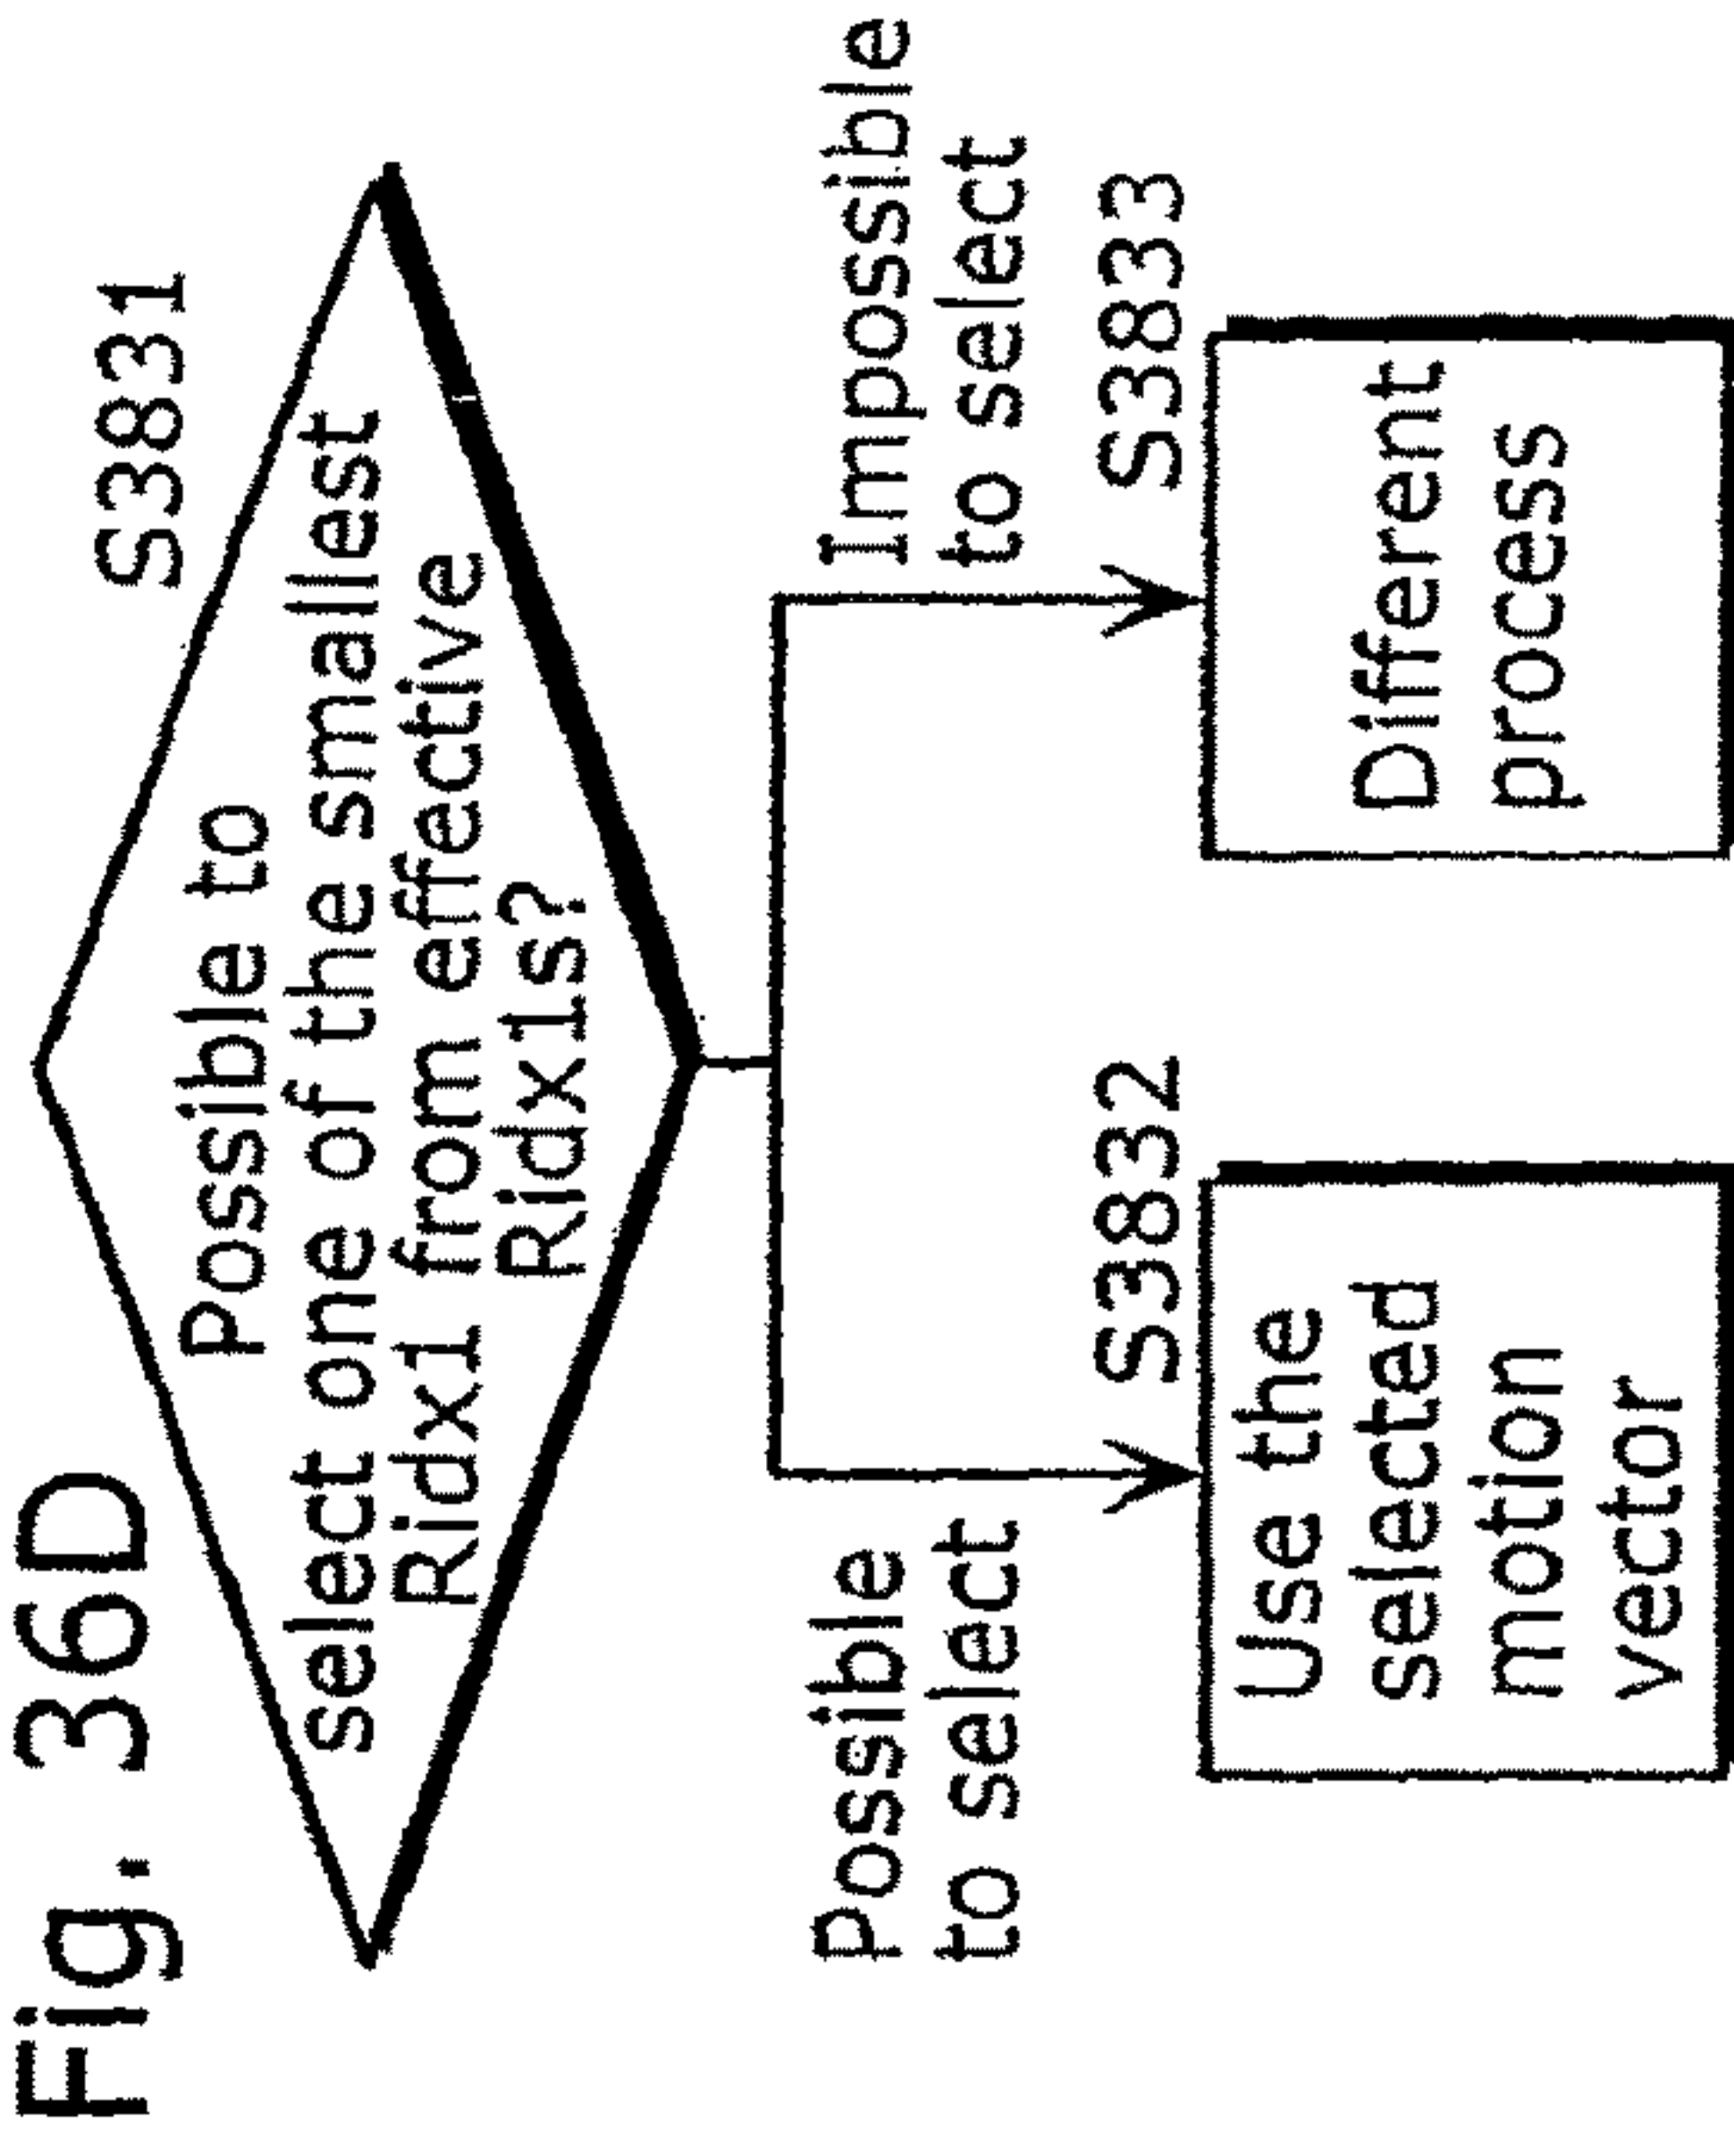 Fig. 36D
S3831
Possible to
select one of the smallest
Ridx1 from effective
Ridx1s?
Possible
to select
Impossible
to select
S3832
Use the
selected
motion
vector
S3833
Different
process